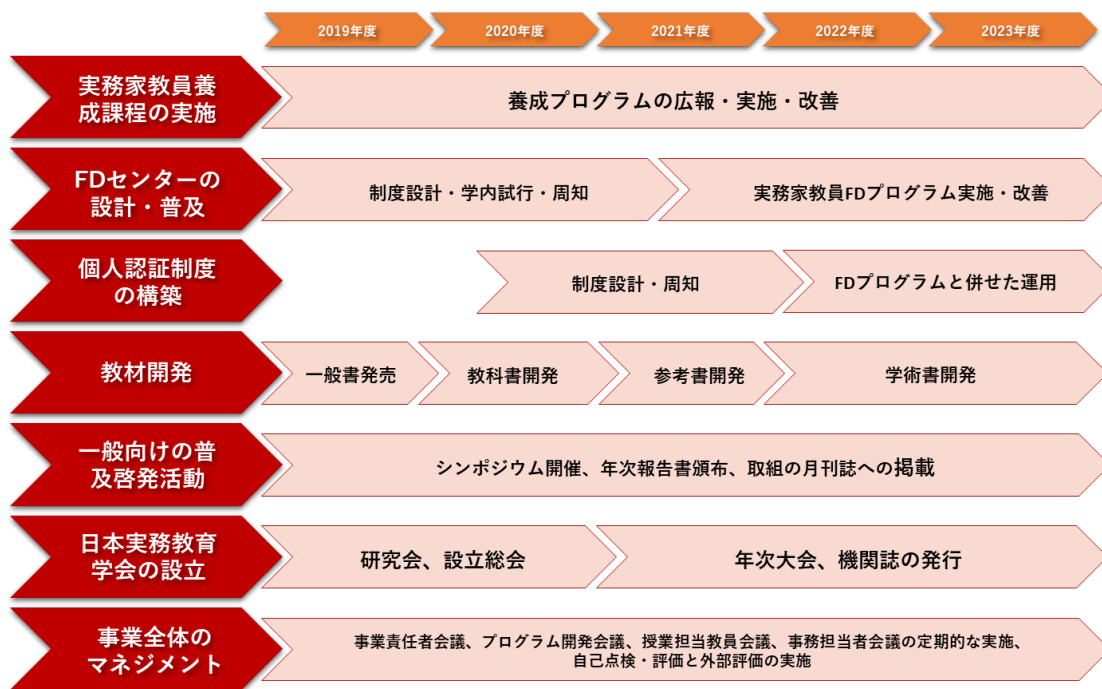 2019年度
2020年度
2021年度
2022年度
2023年度
実務家教員養
成課程の実施
養成プログラムの広報・実施・改善
FDセンターの
設計・普及
制度設計・学内試行・周知
実務家教員FDプログラム実施・改善
個人認証制度
の構築
制度設計・周知
FDプログラムと併せた運用
教材開発
一般書発売
教科書開発
参考書開発
学術書開発
一般向けの普
及啓発活動
シンポジウム開催、年次報告書頒布、取組の月刊誌への掲載
日本実務教育
学会の設立
研究会、設立総会
年次大会、機関誌の発行
事業全体の
マネジメント
事業責任者会議、プログラム開発会議、授業担当教員会議、事務担当者会議の定期的な実施、
自己点検・評価と外部評価の実施